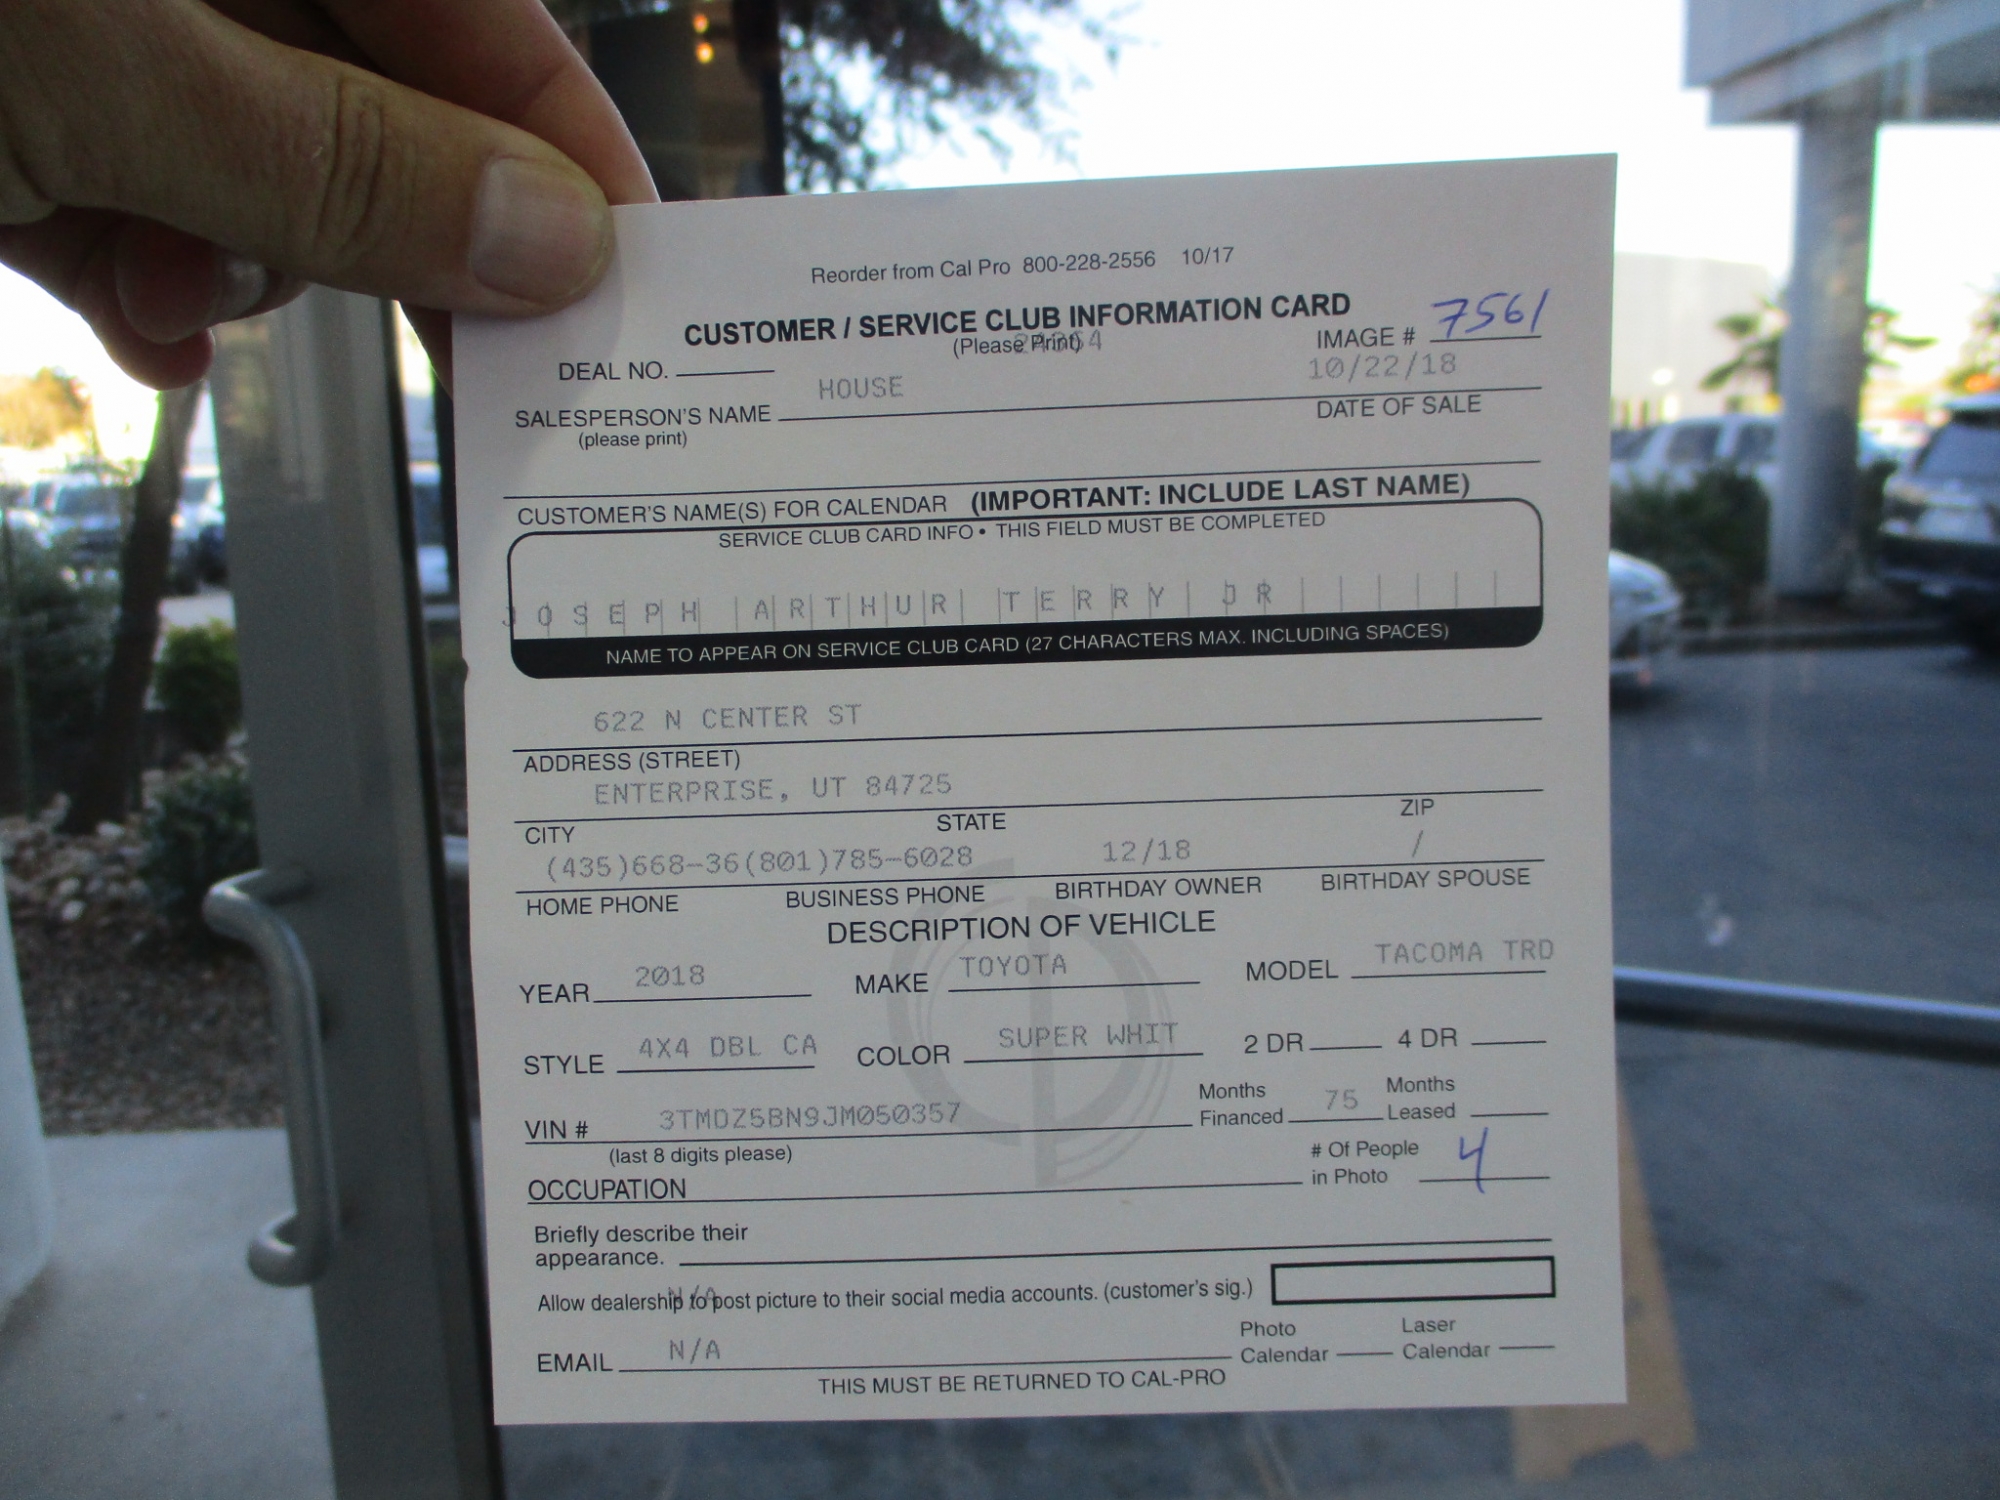 Reorder from Cal Pro 800-228-2556 10/17
CUSTOMER / SERVICE CLUB INFORMATION CARD
(Please Print)
IMAGE # 7561
DEAL NO.
10/22/18
HOUSE
SALESPERSON'S NAME
DATE OF SALE
(please print)
CUSTOMER'S NAME(S) FOR CALENDAR (IMPORTANT: INCLUDE LAST NAME)
SERVICE CLUB CARD INFO • THIS FIELD MUST BE COMPLETED
JOSEPH ARTHUR TERRY JR
NAME TO APPEAR ON SERVICE CLUB CARD (27 CHARACTERS MAX. INCLUDING SPACES)
622 N CENTER ST
ADDRESS (STREET)
ENTERPRISE, UT 84725
CITY STATE ZIP
(435)668-36(801)785-6028 12/18 /
HOME PHONE BUSINESS PHONE BIRTHDAY OWNER BIRTHDAY SPOUSE
DESCRIPTION OF VEHICLE
YEAR 2018 MAKE TOYOTA MODEL TACOMA TRD
STYLE 4X4 DBL CA COLOR SUPER WHIT 2 DR 4 DR
VIN # 3TMDZ5BN9JM050357 Months Financed 75 Months Leased
(last 8 digits please)
# Of People in Photo 4
OCCUPATION
Briefly describe their
appearance.
N/A
Allow dealership to post picture to their social media accounts. (customer's sig.)
EMAIL N/A Photo Calendar Laser Calendar
THIS MUST BE RETURNED TO CAL-PRO